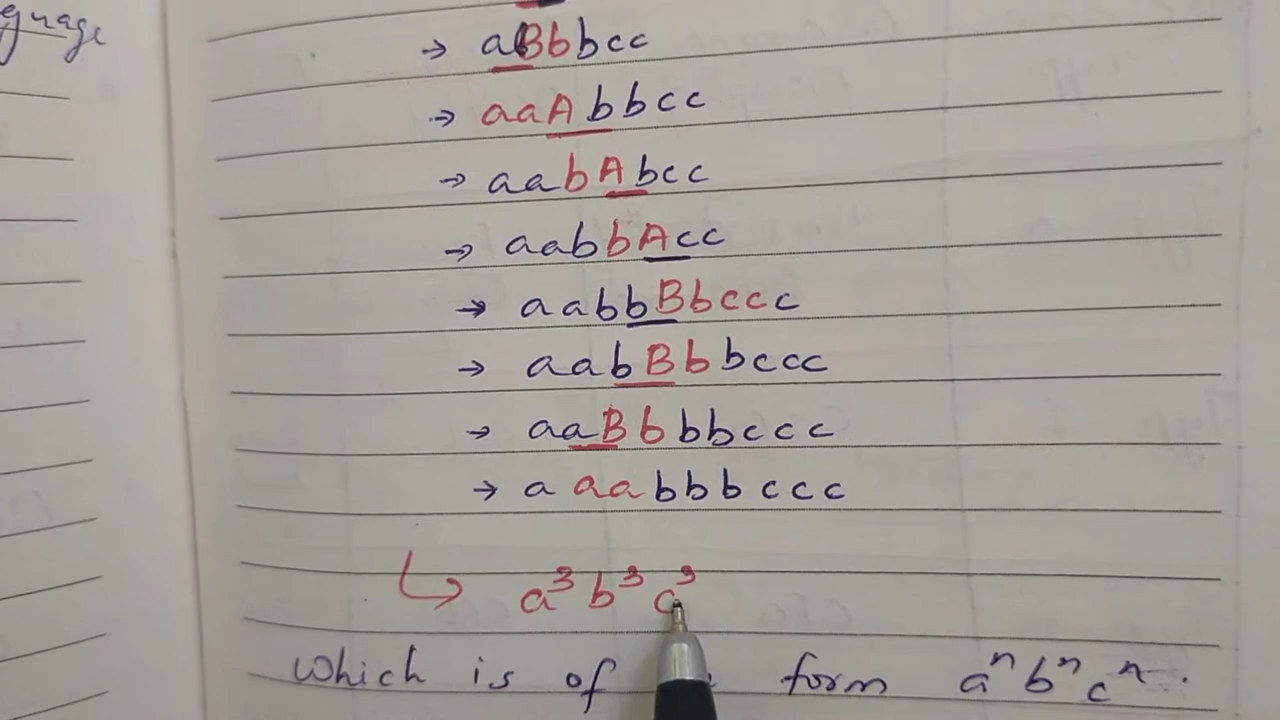 → aBbbcc
→ aaAbbcc
→ aabAbcc
→ aabbAcc
→ aabbBbccc
→ aabBbbccc
→ aaBbbbccc
→ aaabbbccc
a³b³c³
which is of form aⁿbⁿcⁿ.